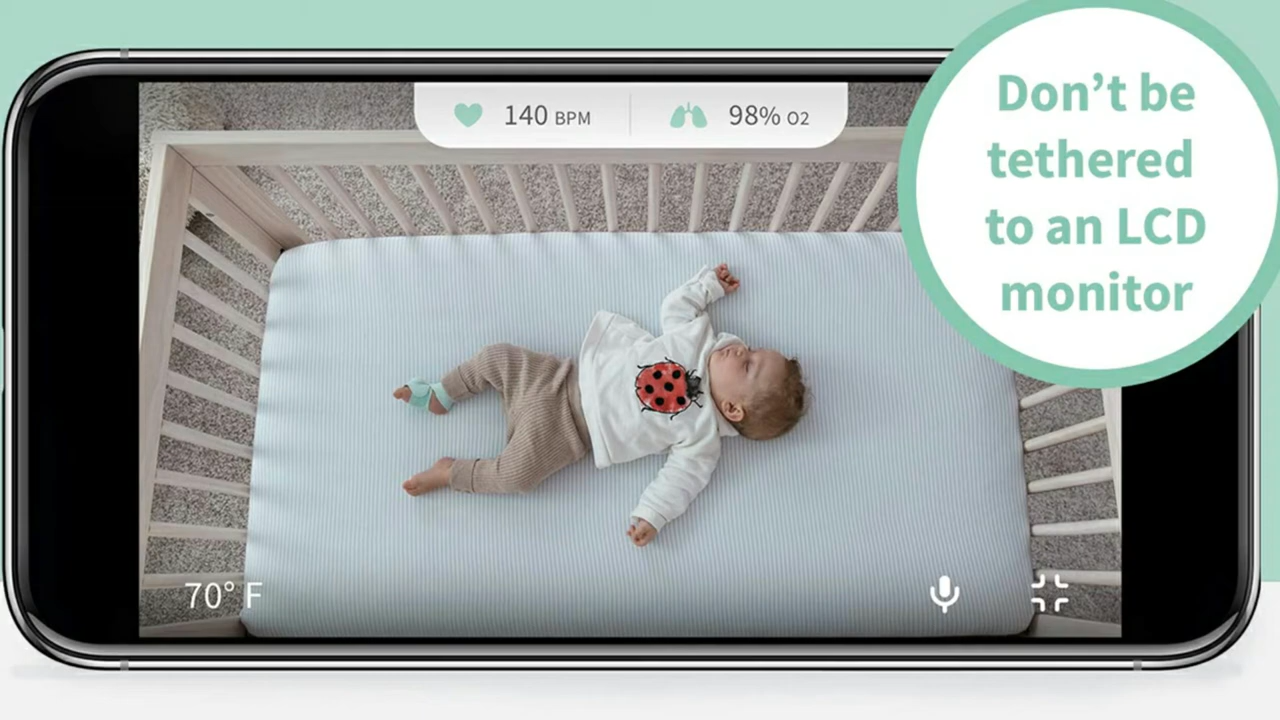 140 BPM
98% O2
Don’t be
tethered
to an LCD
monitor
70° F